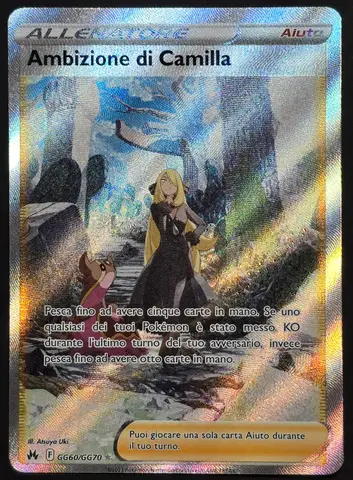 ALLENATORE Aiuto
Ambizione di Camilla
Pesca fino ad avere cinque carte in mano. Se uno
qualsiasi dei tuoi Pokémon è stato messo KO
durante l'ultimo turno del tuo avversario, invece
pesca fino ad avere otto carte in mano.
Ill. Ahuya Uki
F GG60/GG70
Puoi giocare una sola carta Aiuto durante
il tuo turno.